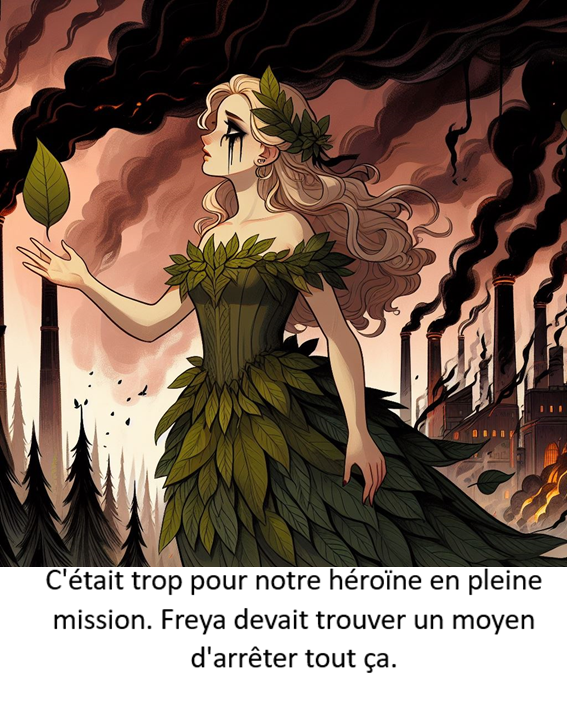 C'était trop pour notre héroïne en pleine
mission. Freya devait trouver un moyen
d'arrêter tout ça.